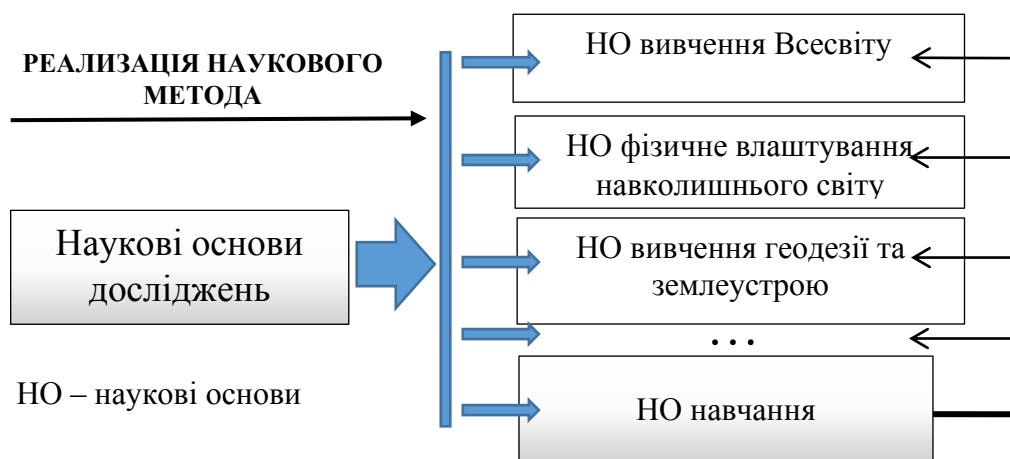 РЕАЛИЗАЦІЯ НАУКОВОГО
МЕТОДА
Наукові основи
досліджень
НО – наукові основи
НО вивчення Всесвіту
НО фізичне влаштування
навколишнього світу
НО вивчення геодезії та
землеустрою
. . .
НО навчання